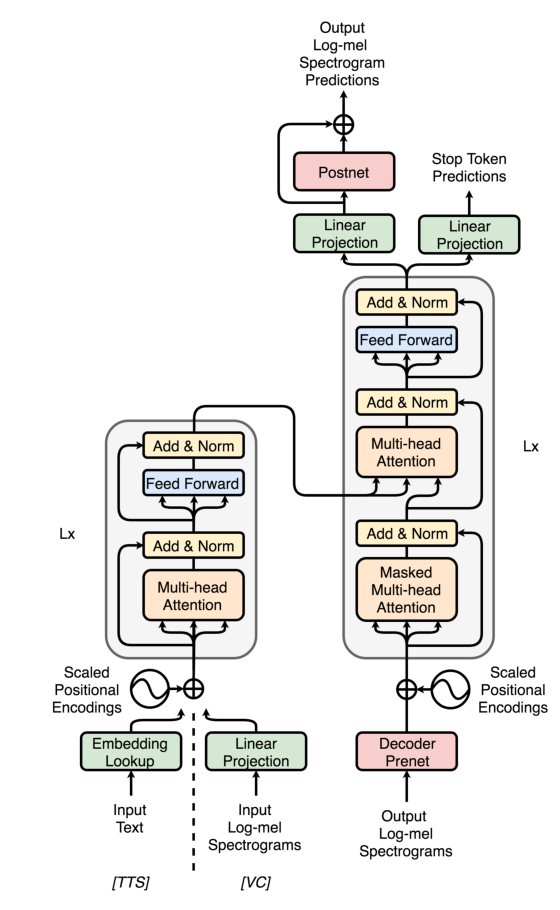 Output
Log-mel
Spectrogram
Predictions
Postnet
Stop Token
Predictions
Linear
Projection
Linear
Projection
Add & Norm
Feed Forward
Add & Norm
Multi-head
Attention
Lx
Add & Norm
Masked
Multi-head
Attention
Add & Norm
Feed Forward
Lx
Add & Norm
Multi-head
Attention
Scaled
Positional
Encodings
Scaled
Positional
Encodings
Embedding
Lookup
Linear
Projection
Decoder
Prenet
Input
Text
Input
Log-mel
Spectrograms
Output
Log-mel
Spectrograms
[TTS]
[VC]